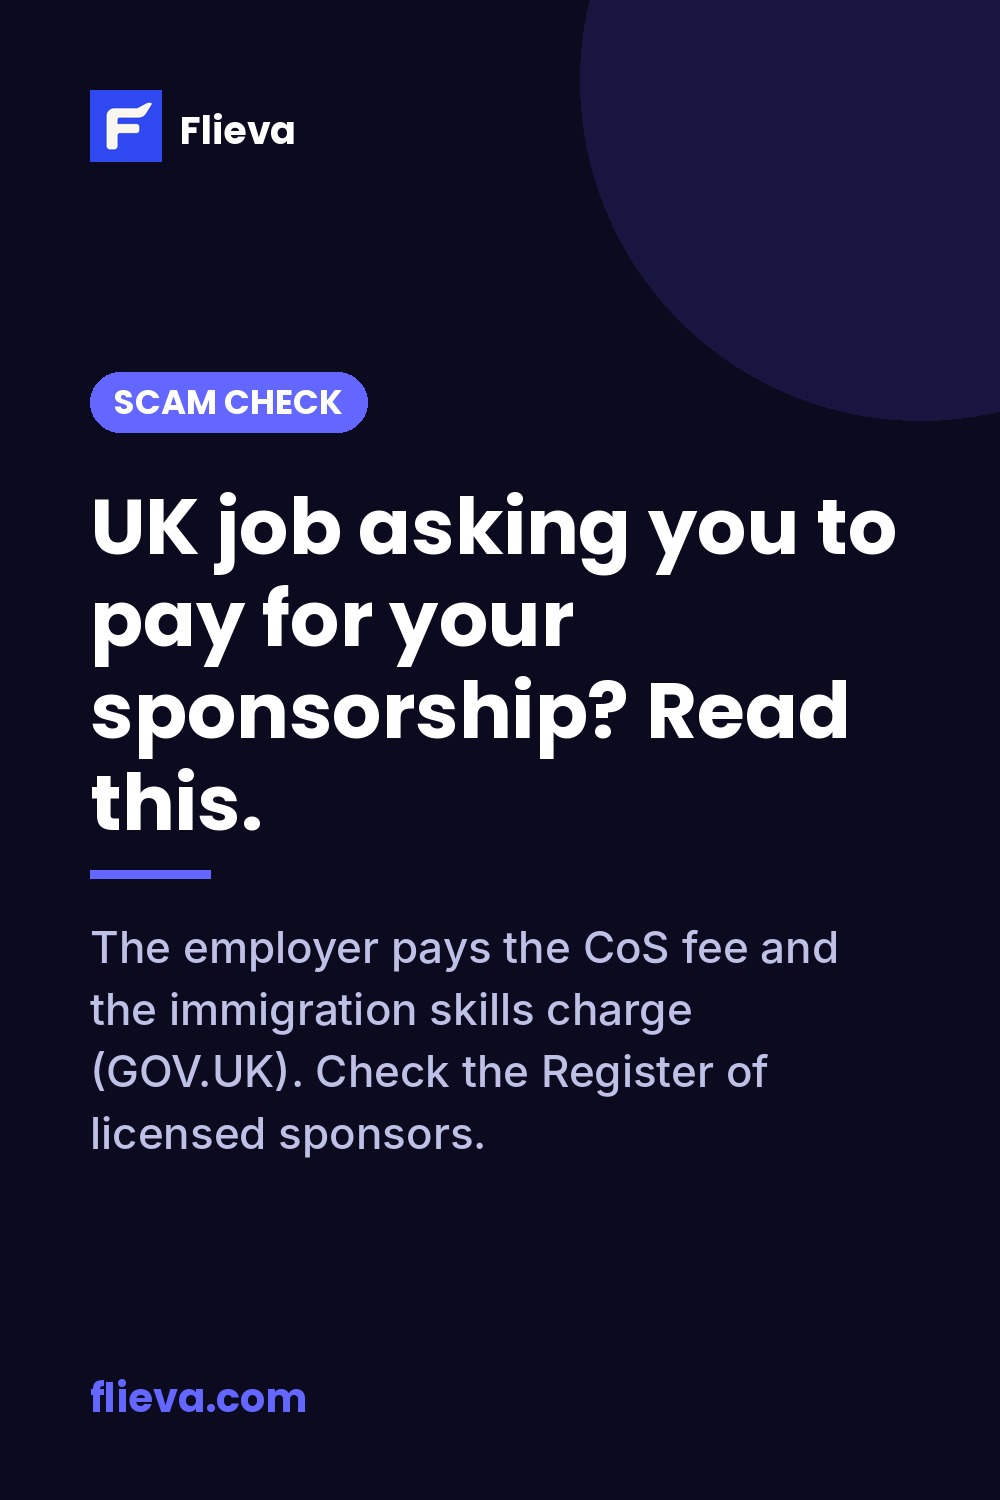 Flieva
SCAM CHECK
UK job asking you to
pay for your
sponsorship? Read
this.
The employer pays the CoS fee and
the immigration skills charge
(GOV.UK). Check the Register of
licensed sponsors.
flieva.com